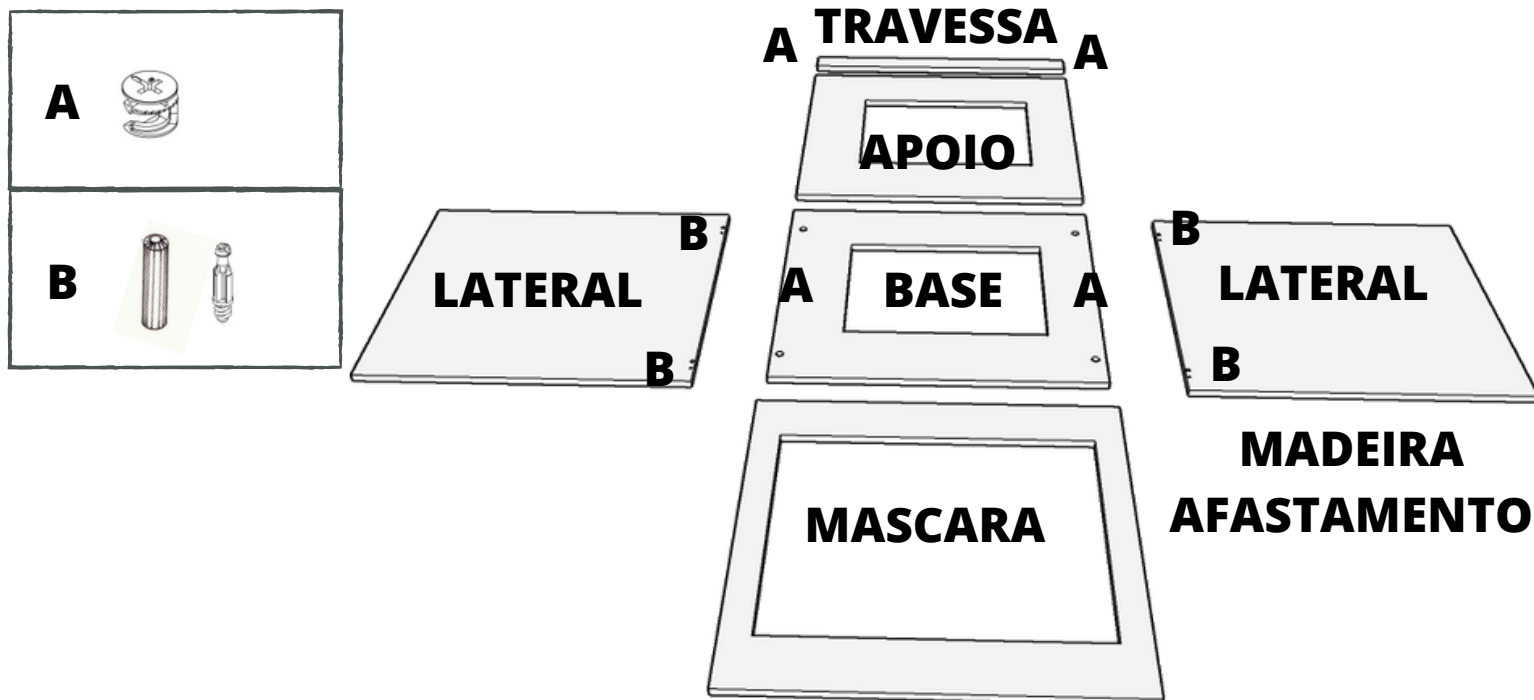 A
B
TRAVESSA
A
A
APOIO
B
LATERAL
B
A
BASE
A
B
LATERAL
B
MASCARA
MADEIRA
AFASTAMENTO